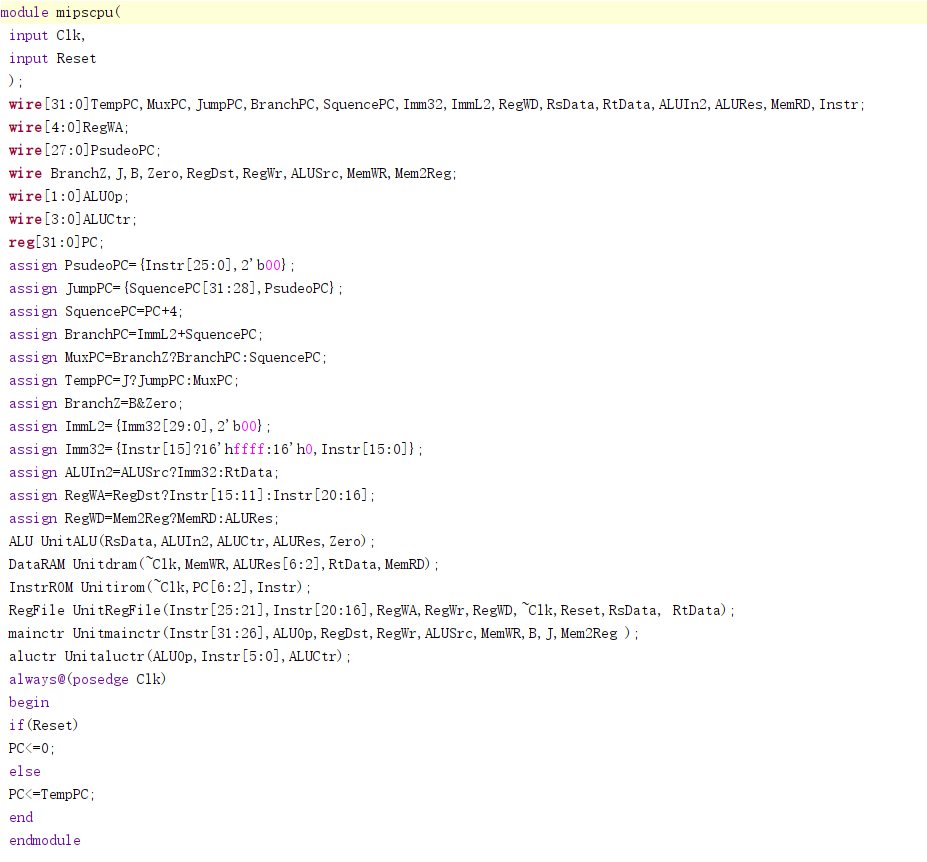 module mipscpu(
input Clk,
input Reset
);
wire[31:0]TempPC,MuxPC,JumpPC,BranchPC,SquencePC,Imm32,ImmL2,RegWD,RsData,RtData,ALUIn2,ALURes,MemRD,Instr;
wire[4:0]RegWA;
wire[27:0]PsudeoPC;
wire BranchZ,J,B,Zero,RegDst,RegWr,ALUSrc,MemWR,Mem2Reg;
wire[1:0]ALUOp;
wire[3:0]ALUCtr;
reg[31:0]PC;
assign PsudeoPC={Instr[25:0],2'b00};
assign JumpPC={SquencePC[31:28],PsudeoPC};
assign SquencePC=PC+4;
assign BranchPC=ImmL2+SquencePC;
assign MuxPC=BranchZ?BranchPC:SquencePC;
assign TempPC=J?JumpPC:MuxPC;
assign BranchZ=B&Zero;
assign ImmL2={Imm32[29:0],2'b00};
assign Imm32={Instr[15]?16'hffff:16'h0,Instr[15:0]};
assign ALUIn2=ALUSrc?Imm32:RtData;
assign RegWA=RegDst?Instr[15:11]:Instr[20:16];
assign RegWD=Mem2Reg?MemRD:ALURes;
ALU UnitALU(RsData,ALUIn2,ALUCtr,ALURes,Zero);
DataRAM Unitdram(~Clk,MemWR,ALURes[6:2],RtData,MemRD);
InstrROM Unitirom(~Clk,PC[6:2],Instr);
RegFile UnitRegFile(Instr[25:21],Instr[20:16],RegWA,RegWr,RegWD,~Clk,Reset,RsData, RtData);
mainctr Unitmainctr(Instr[31:26],ALUOp,RegDst,RegWr,ALUSrc,MemWR,B,J,Mem2Reg );
aluctr Unitaluctr(ALUOp,Instr[5:0],ALUCtr);
always@(posedge Clk)
begin
if(Reset)
PC<=0;
else
PC<=TempPC;
end
endmodule